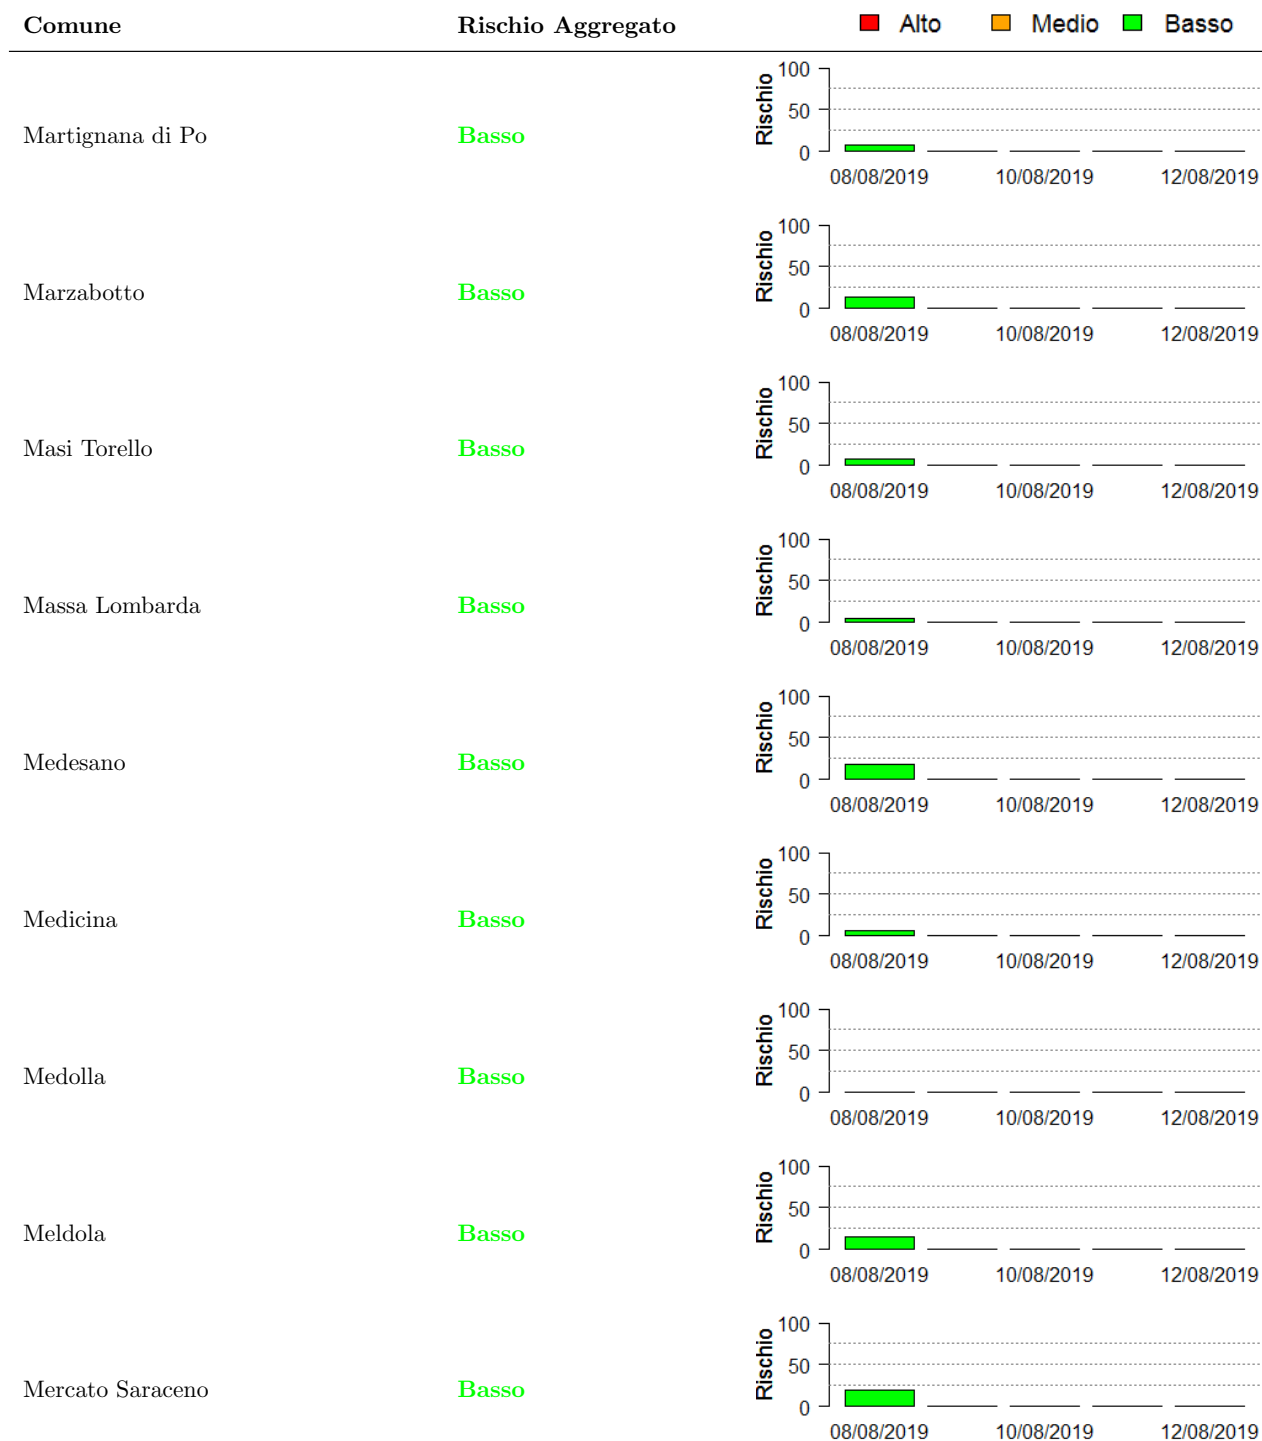 Comune Rischio Aggregato Alto Medio Basso
100
50
0
Rischio
Martignana di Po Basso
08/08/2019 10/08/2019 12/08/2019
100
50
0
Rischio
Marzabotto Basso
08/08/2019 10/08/2019 12/08/2019
100
50
0
Rischio
Masi Torello Basso
08/08/2019 10/08/2019 12/08/2019
100
50
0
Rischio
Massa Lombarda Basso
08/08/2019 10/08/2019 12/08/2019
100
50
0
Rischio
Medesano Basso
08/08/2019 10/08/2019 12/08/2019
100
50
0
Rischio
Medicina Basso
08/08/2019 10/08/2019 12/08/2019
100
50
0
Rischio
Medolla Basso
08/08/2019 10/08/2019 12/08/2019
100
50
0
Rischio
Meldola Basso
08/08/2019 10/08/2019 12/08/2019
100
50
0
Rischio
Mercato Saraceno Basso
08/08/2019 10/08/2019 12/08/2019